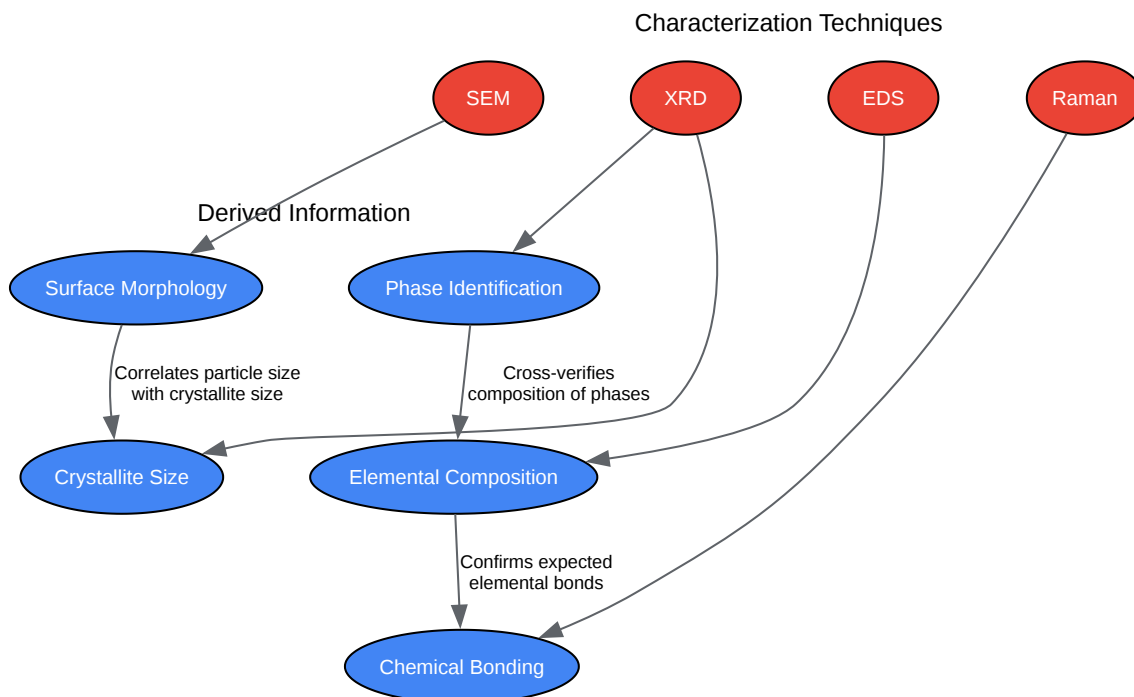 Characterization Techniques
SEM
XRD
EDS
Raman
Derived Information
Surface Morphology
Phase Identification
Correlates particle size
with crystallite size
Cross-verifies
composition of phases
Crystallite Size
Elemental Composition
Confirms expected
elemental bonds
Chemical Bonding